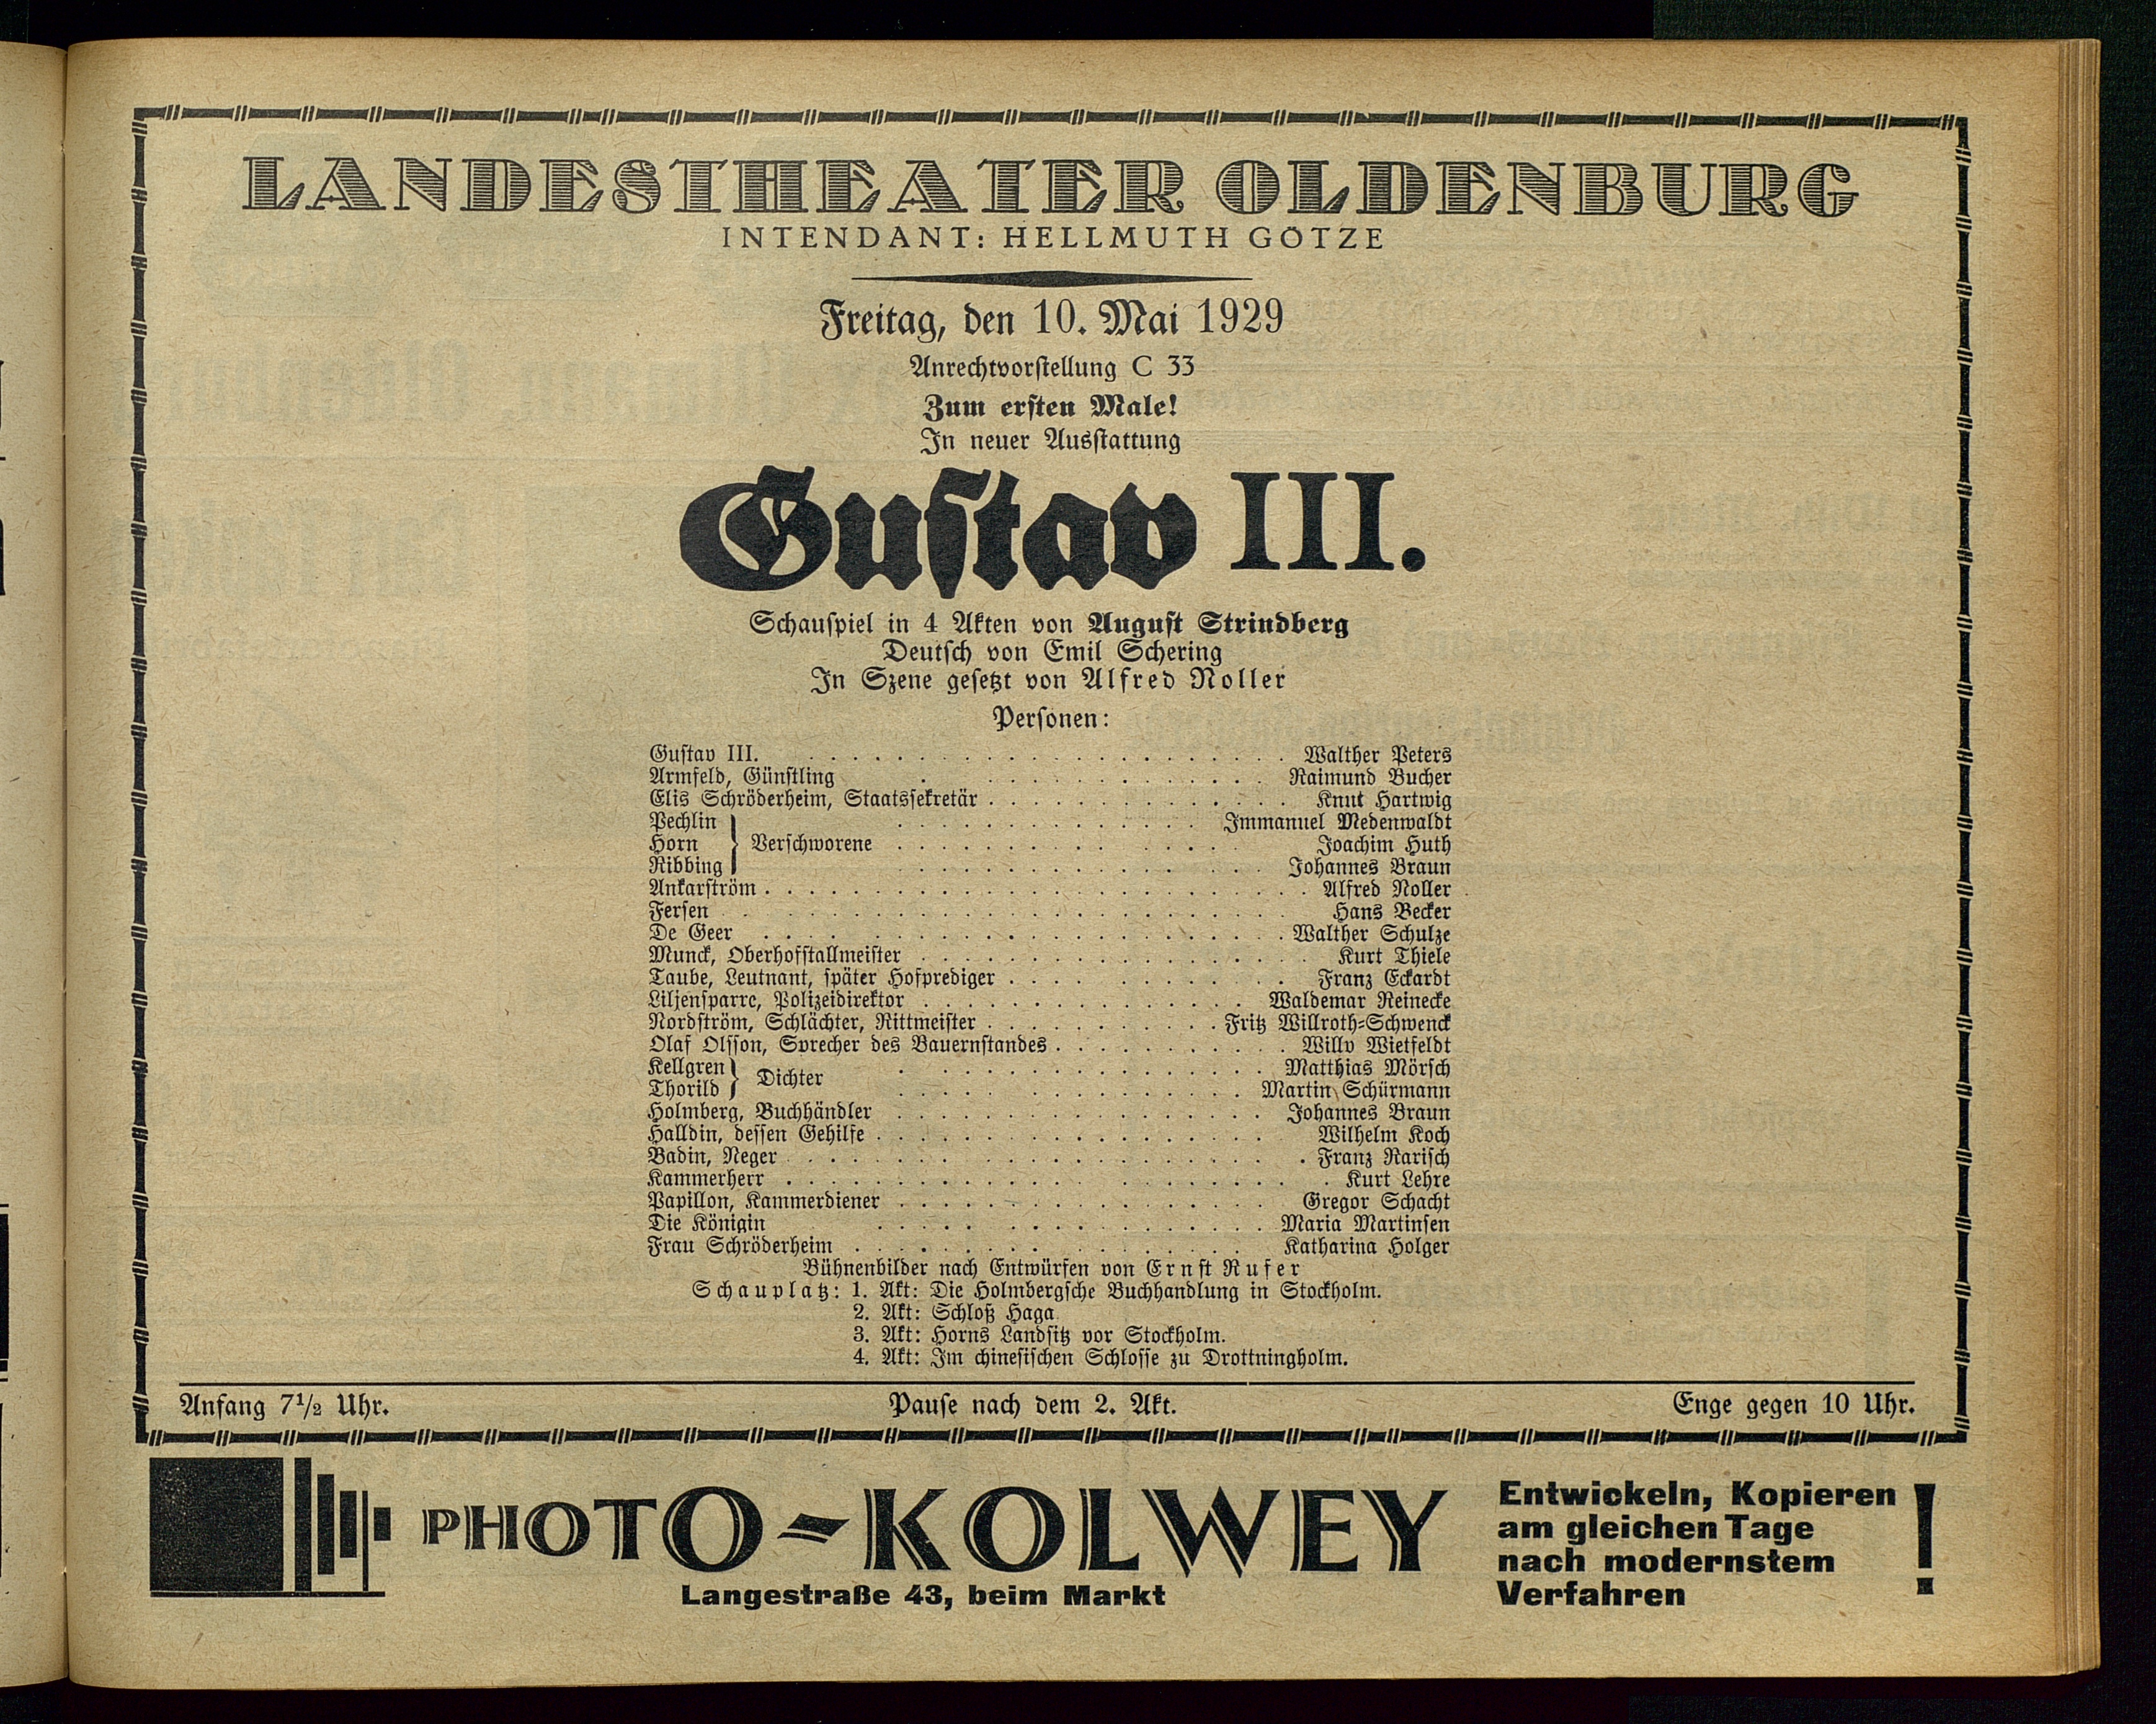 LANDESTHEATER OLDENBURG
INTENDANT: HELLMUTH GÖTZE
Freitag, den 10. Mai 1929
Anrechtvorstellung C 33
Zum ersten Male!
In neuer Ausstattung
Gustav III.
Schauspiel in 4 Akten von August Strindberg
Deutsch von Emil Schering
In Szene gesetzt von Alfred Noller
Personen:
Gustav III. . . . . . . . . . . Walther Peters
Armfeld, Günstling . . . . . . . . . . Raimund Bucher
Elis Schröderheim, Staatssekretär . . . . . . . . . . Knut Hartwig
Pechlin . . . . . . . . . . Immanuel Medenwaldt
Horn } Verschworene . . . . . . . . . . Joachim Huth
Ribbing . . . . . . . . . . Johannes Braun
Ankarström . . . . . . . . . . Alfred Noller
Fersen . . . . . . . . . . Hans Becker
De Geer . . . . . . . . . . Walther Schulze
Munck, Oberhofstallmeister . . . . . . . . . . Kurt Thiele
Taube, Leutnant, später Hofprediger . . . . . . . . . . Franz Eckardt
Liljensparre, Polizeidirektor . . . . . . . . . . Waldemar Reinecke
Nordström, Schlächter, Rittmeister . . . . . . . . . . Fritz Willroth-Schwenck
Olaf Olsson, Sprecher des Bauernstandes . . . . . . . . . . Willy Wietfeldt
Kellgren . . . . . . . . . . Matthias Mörsch
} Dichter
Thorild . . . . . . . . . . Martin Schürmann
Holmberg, Buchhändler . . . . . . . . . . Johannes Braun
Halldin, dessen Gehilfe . . . . . . . . . . Wilhelm Koch
Badin, Neger . . . . . . . . . . Franz Rarisch
Kammerherr . . . . . . . . . . Kurt Lehre
Papillon, Kammerdiener . . . . . . . . . . Gregor Schacht
Die Königin . . . . . . . . . . Maria Martinsen
Frau Schröderheim . . . . . . . . . . Katharina Holger
Bühnenbilder nach Entwürfen von Ernst Rufer
Schauplatz: 1. Akt: Die Holmbergsche Buchhandlung in Stockholm.
2. Akt: Schloß Haga
3. Akt: Horns Landsitz vor Stockholm.
4. Akt: Im chinesischen Schlosse zu Drottningholm.
Anfang 7½ Uhr. Pause nach dem 2. Akt. Enge gegen 10 Uhr.
PHOTO-KOLWEY
Langestraße 43, beim Markt
Entwickeln, Kopieren
am gleichen Tage
nach modernstem
Verfahren !